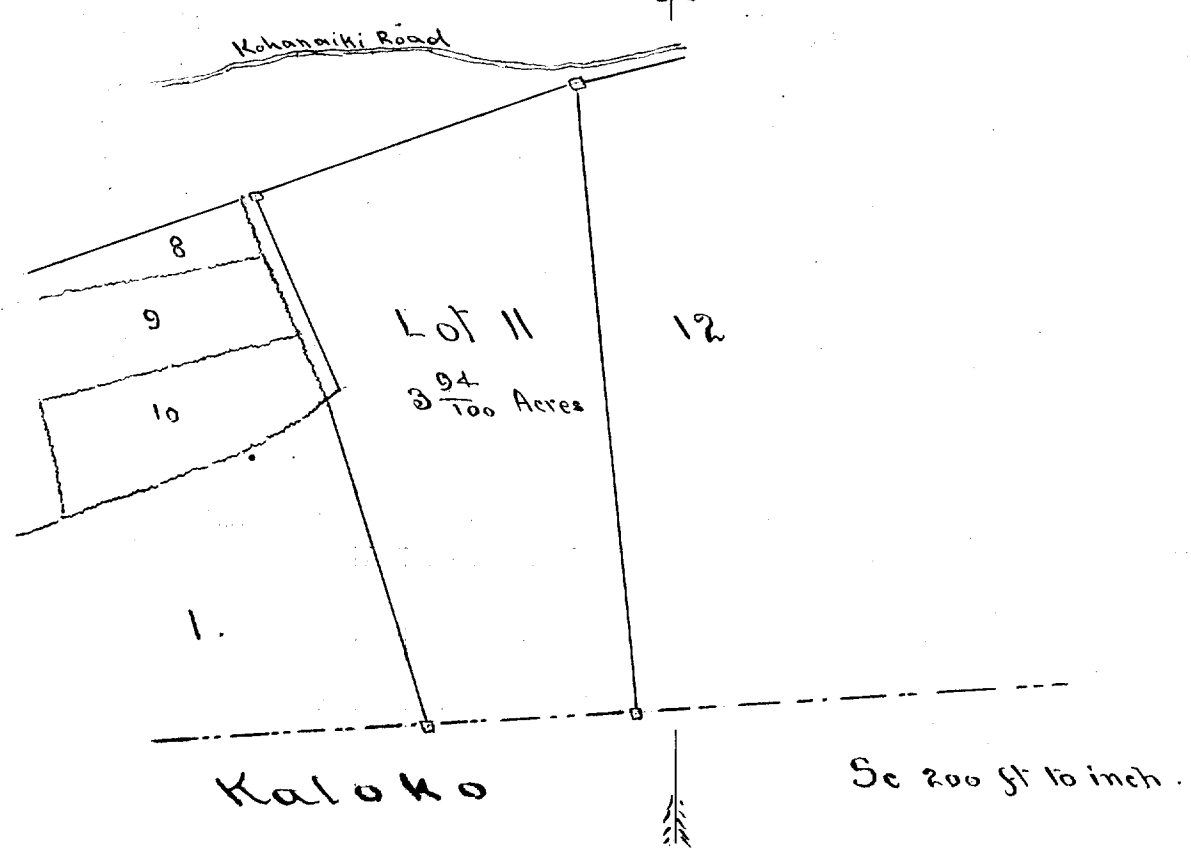 Kohanaiki Road
8
9
Lot 11
12
3 94/100 Acres
10
1.
Kaloko
Sc 200 ft to inch.